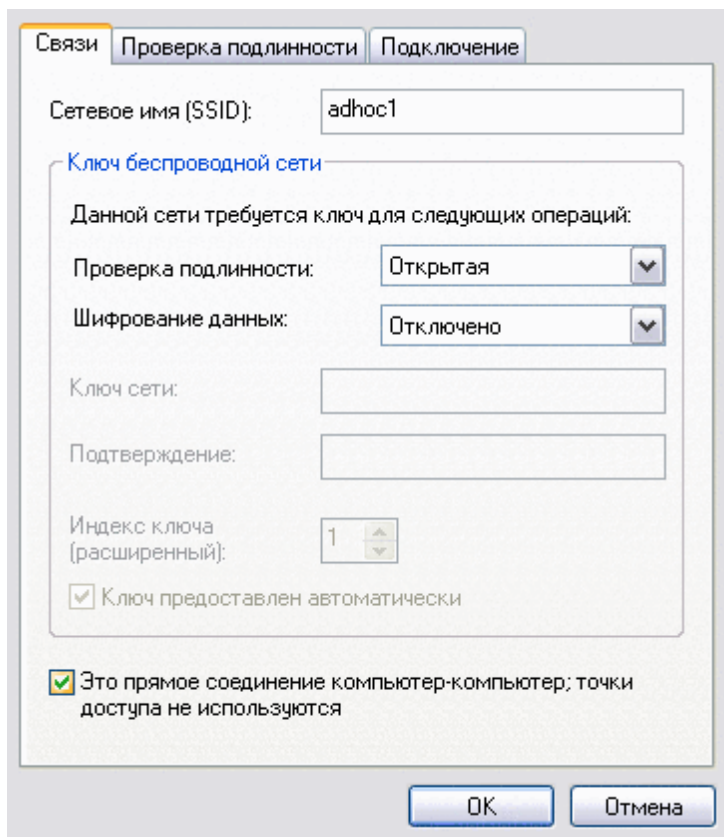 Связи Проверка подлинности Подключение
Сетевое имя (SSID): adhoc1
Ключ беспроводной сети
Данной сети требуется ключ для следующих операций:
Проверка подлинности: Открытая
Шифрование данных: Отключено
Ключ сети:
Подтверждение:
Индекс ключа
(расширенный): 1
Ключ предоставлен автоматически
Это прямое соединение компьютер-компьютер; точки
доступа не используются
OK Отмена